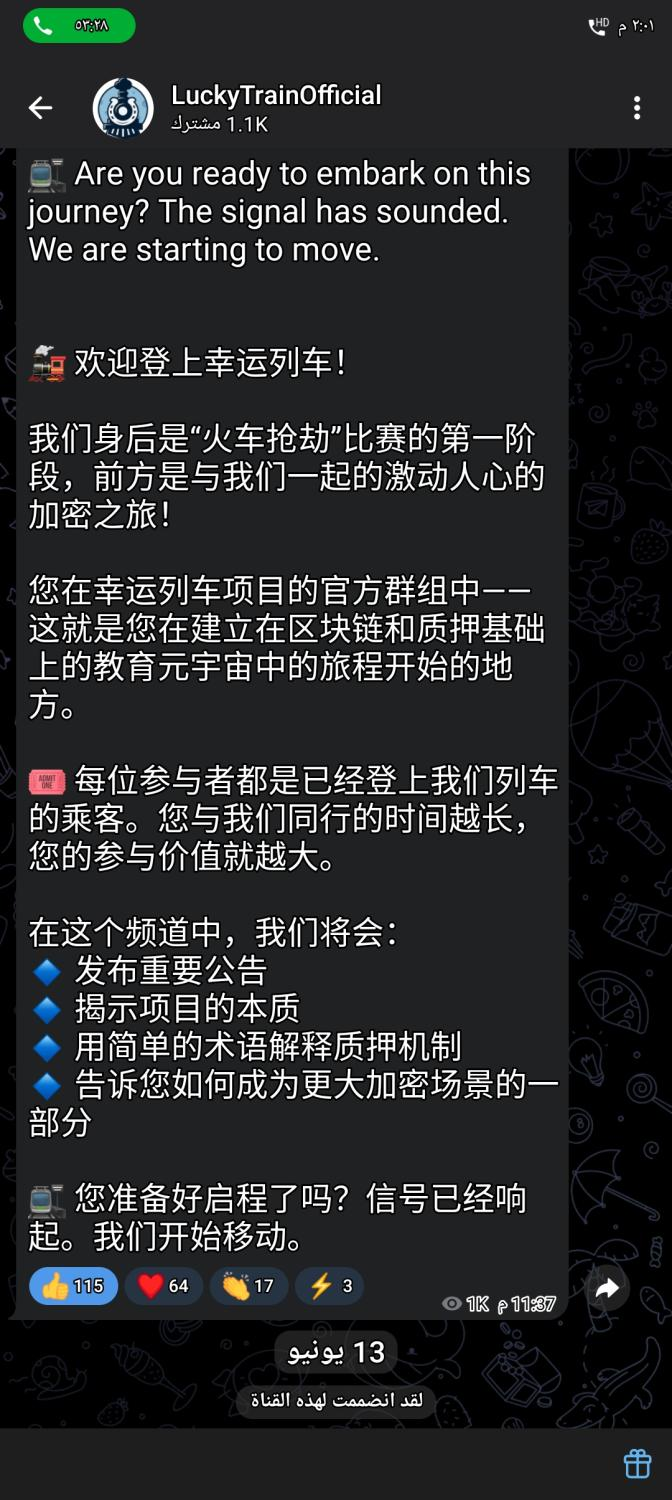 ٥٣:٢٨
HD
٢:٠١ م
LuckyTrainOfficial
1.1K مشترك
🚈 Are you ready to embark on this
journey? The signal has sounded.
We are starting to move.
🚂 欢迎登上幸运列车！
我们身后是“火车抢劫”比赛的第一阶
段，前方是与我们一起的激动人心的
加密之旅！
您在幸运列车项目的官方群组中——
这就是您在建立在区块链和质押基础
上的教育元宇宙中的旅程开始的地
方。
🎟 每位参与者都是已经登上我们列车
的乘客。您与我们同行的时间越长，
您的参与价值就越大。
在这个频道中，我们将会：
🔹 发布重要公告
🔹 揭示项目的本质
🔹 用简单的术语解释质押机制
🔹 告诉您如何成为更大加密场景的一
部分
🚈 您准备好启程了吗？信号已经响
起。我们开始移动。
👍 115 ❤️ 64 👏 17 ⚡ 3
1K 11:37 م
13 يونيو
لقد انضممت لهذه القناة